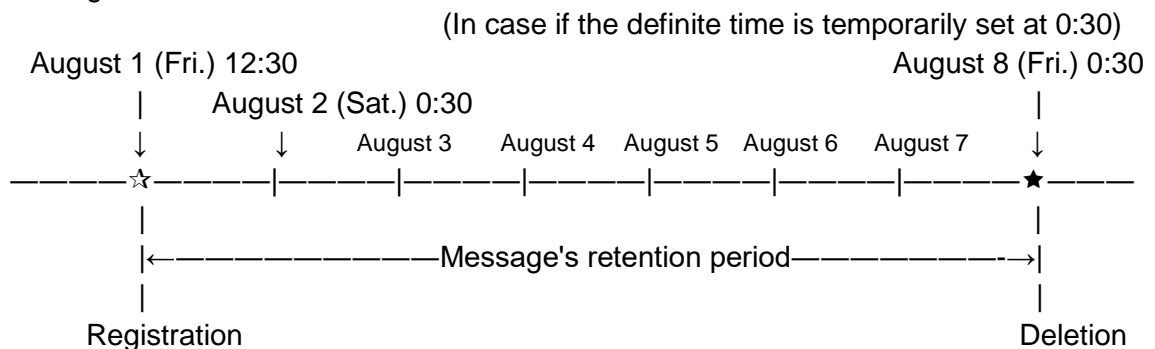 (In case if the definite time is temporarily set at 0:30)
August 1 (Fri.) 12:30 August 8 (Fri.) 0:30
| August 2 (Sat.) 0:30 |
↓ ↓ August 3 August 4 August 5 August 6 August 7 ↓
——————☆——————|——————|——————|——————|——————|——————★————
| |
|←—————————Message's retention period———————-→|
| |
Registration Deletion